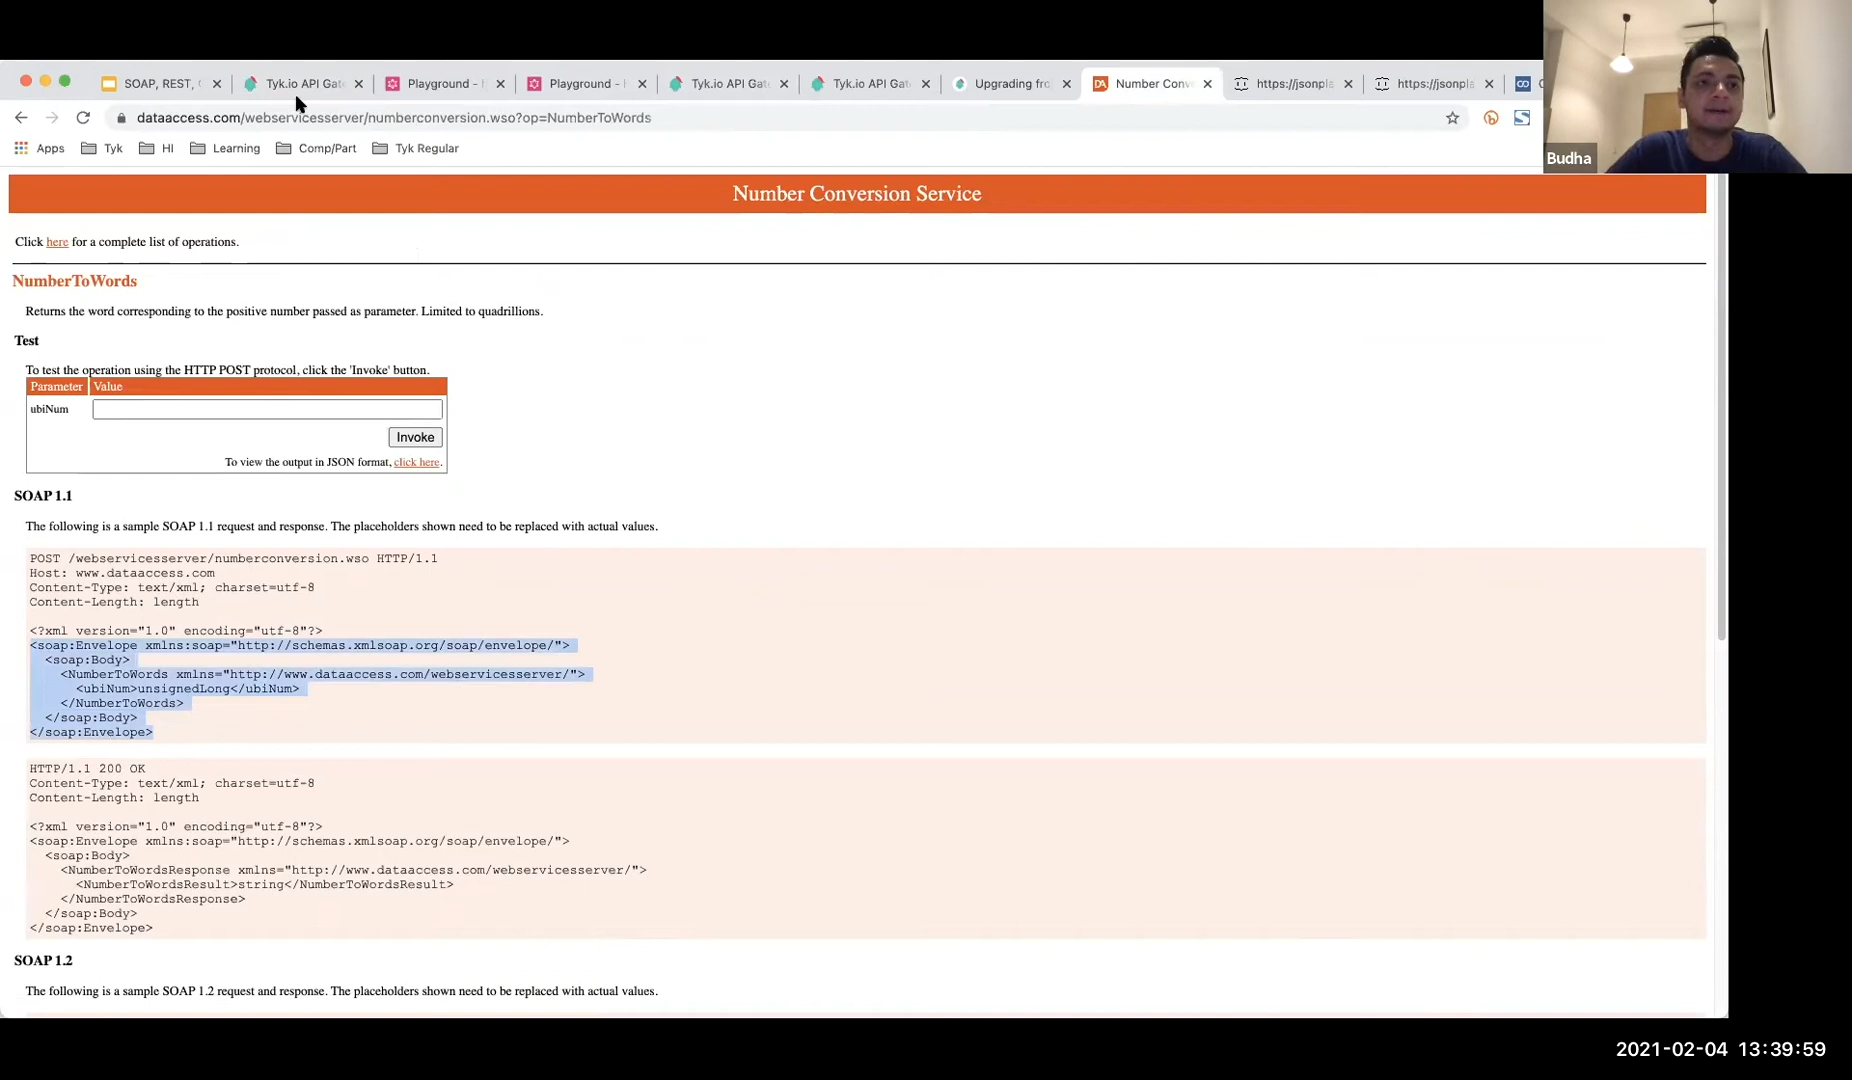 SOAP, REST,
Tyk.io API Gat
Playground -
Playground -
Tyk.io API Gat
Tyk.io API Ga
Upgrading fro
Number Conv
https://jsonpla
https://jsonpla
dataaccess.com/webservicesserver/numberconversion.wso?op=NumberToWords
Apps Tyk HI Learning Comp/Part Tyk Regular
Budha
Number Conversion Service
Click here for a complete list of operations.
NumberToWords
Returns the word corresponding to the positive number passed as parameter. Limited to quadrillions.
Test
To test the operation using the HTTP POST protocol, click the 'Invoke' button.
Parameter Value
ubiNum
Invoke
To view the output in JSON format, click here.
SOAP 1.1
The following is a sample SOAP 1.1 request and response. The placeholders shown need to be replaced with actual values.
POST /webservicesserver/numberconversion.wso HTTP/1.1
Host: www.dataaccess.com
Content-Type: text/xml; charset=utf-8
Content-Length: length
<?xml version="1.0" encoding="utf-8"?>
<soap:Envelope xmlns:soap="http://schemas.xmlsoap.org/soap/envelope/">
<soap:Body>
<NumberToWords xmlns="http://www.dataaccess.com/webservicesserver/">
<ubiNum>unsignedLong</ubiNum>
</NumberToWords>
</soap:Body>
</soap:Envelope>
HTTP/1.1 200 OK
Content-Type: text/xml; charset=utf-8
Content-Length: length
<?xml version="1.0" encoding="utf-8"?>
<soap:Envelope xmlns:soap="http://schemas.xmlsoap.org/soap/envelope/">
<soap:Body>
<NumberToWordsResponse xmlns="http://www.dataaccess.com/webservicesserver/">
<NumberToWordsResult>string</NumberToWordsResult>
</NumberToWordsResponse>
</soap:Body>
</soap:Envelope>
SOAP 1.2
The following is a sample SOAP 1.2 request and response. The placeholders shown need to be replaced with actual values.
2021-02-04 13:39:59